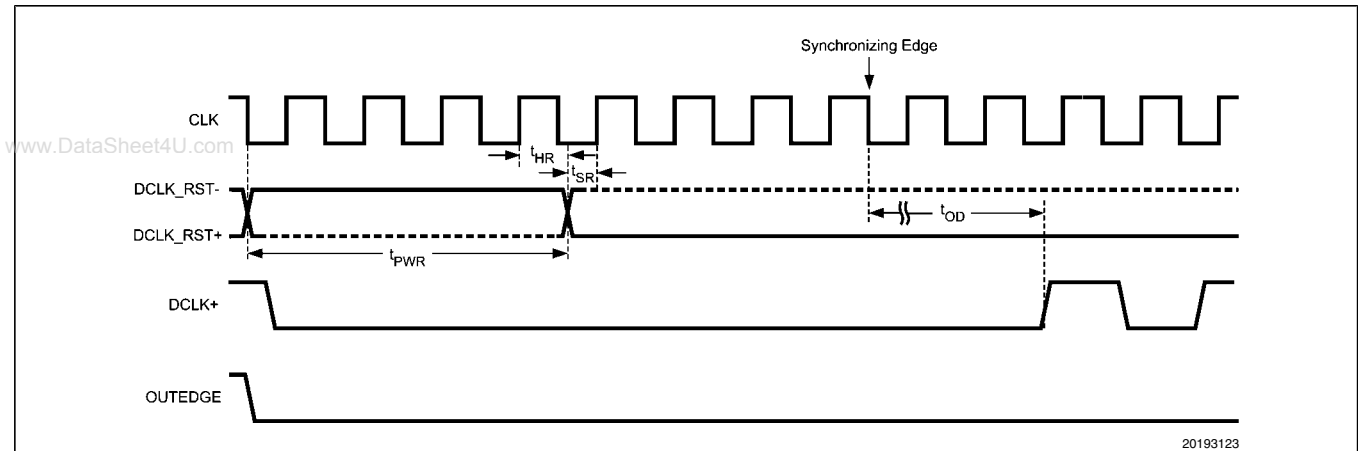 Synchronizing Edge
CLK
www.DataSheet4U.com
tHR
tSR
DCLK_RST-
tOD
DCLK_RST+
tPWR
DCLK+
OUTEDGE
20193123